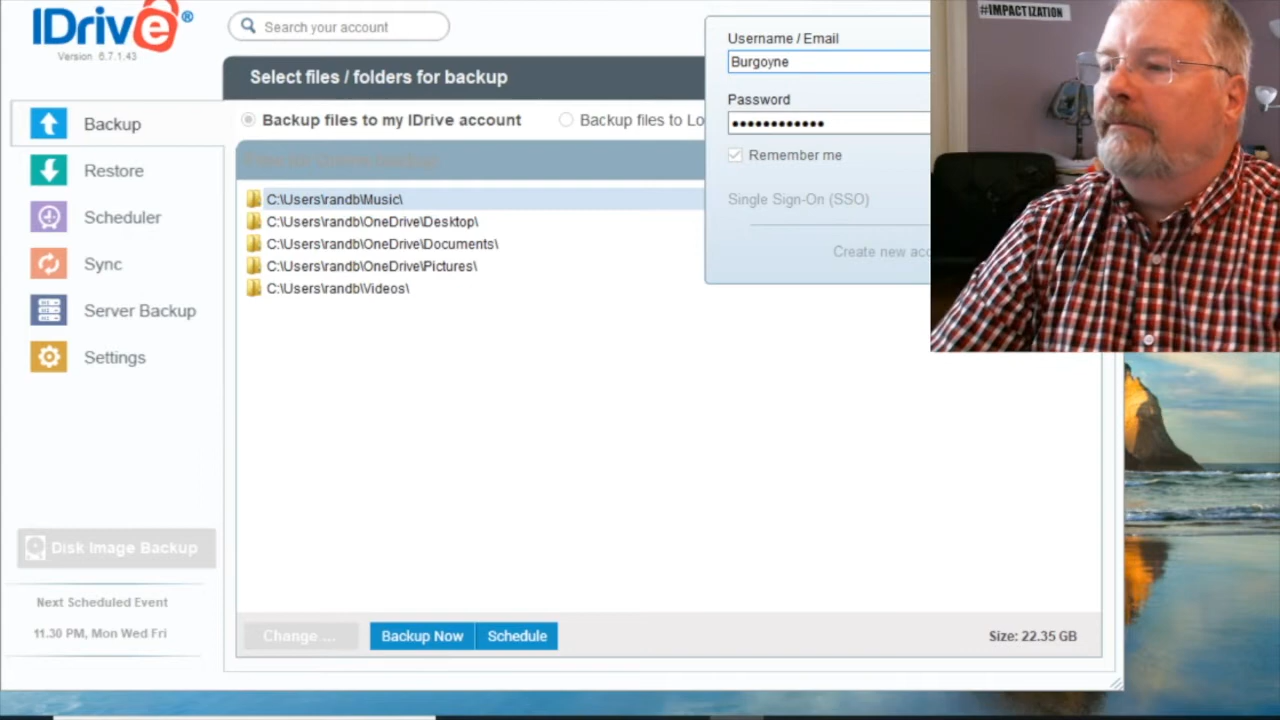 IDrive®
Version 6.7.1.43
Search your account
Select files / folders for backup
Backup files to my IDrive account
Backup files to Lo
Files for Online backup
C:\Users\randb\Music\
C:\Users\randb\OneDrive\Desktop\
C:\Users\randb\OneDrive\Documents\
C:\Users\randb\OneDrive\Pictures\
C:\Users\randb\Videos\
Backup
Restore
Scheduler
Sync
Server Backup
Settings
Disk Image Backup
Next Scheduled Event
11.30 PM, Mon Wed Fri
Change ...
Backup Now
Schedule
Size: 22.35 GB
Username / Email
Burgoyne
Password
••••••••••••
Remember me
Single Sign-On (SSO)
Create new acc
#IMPACTIZATION